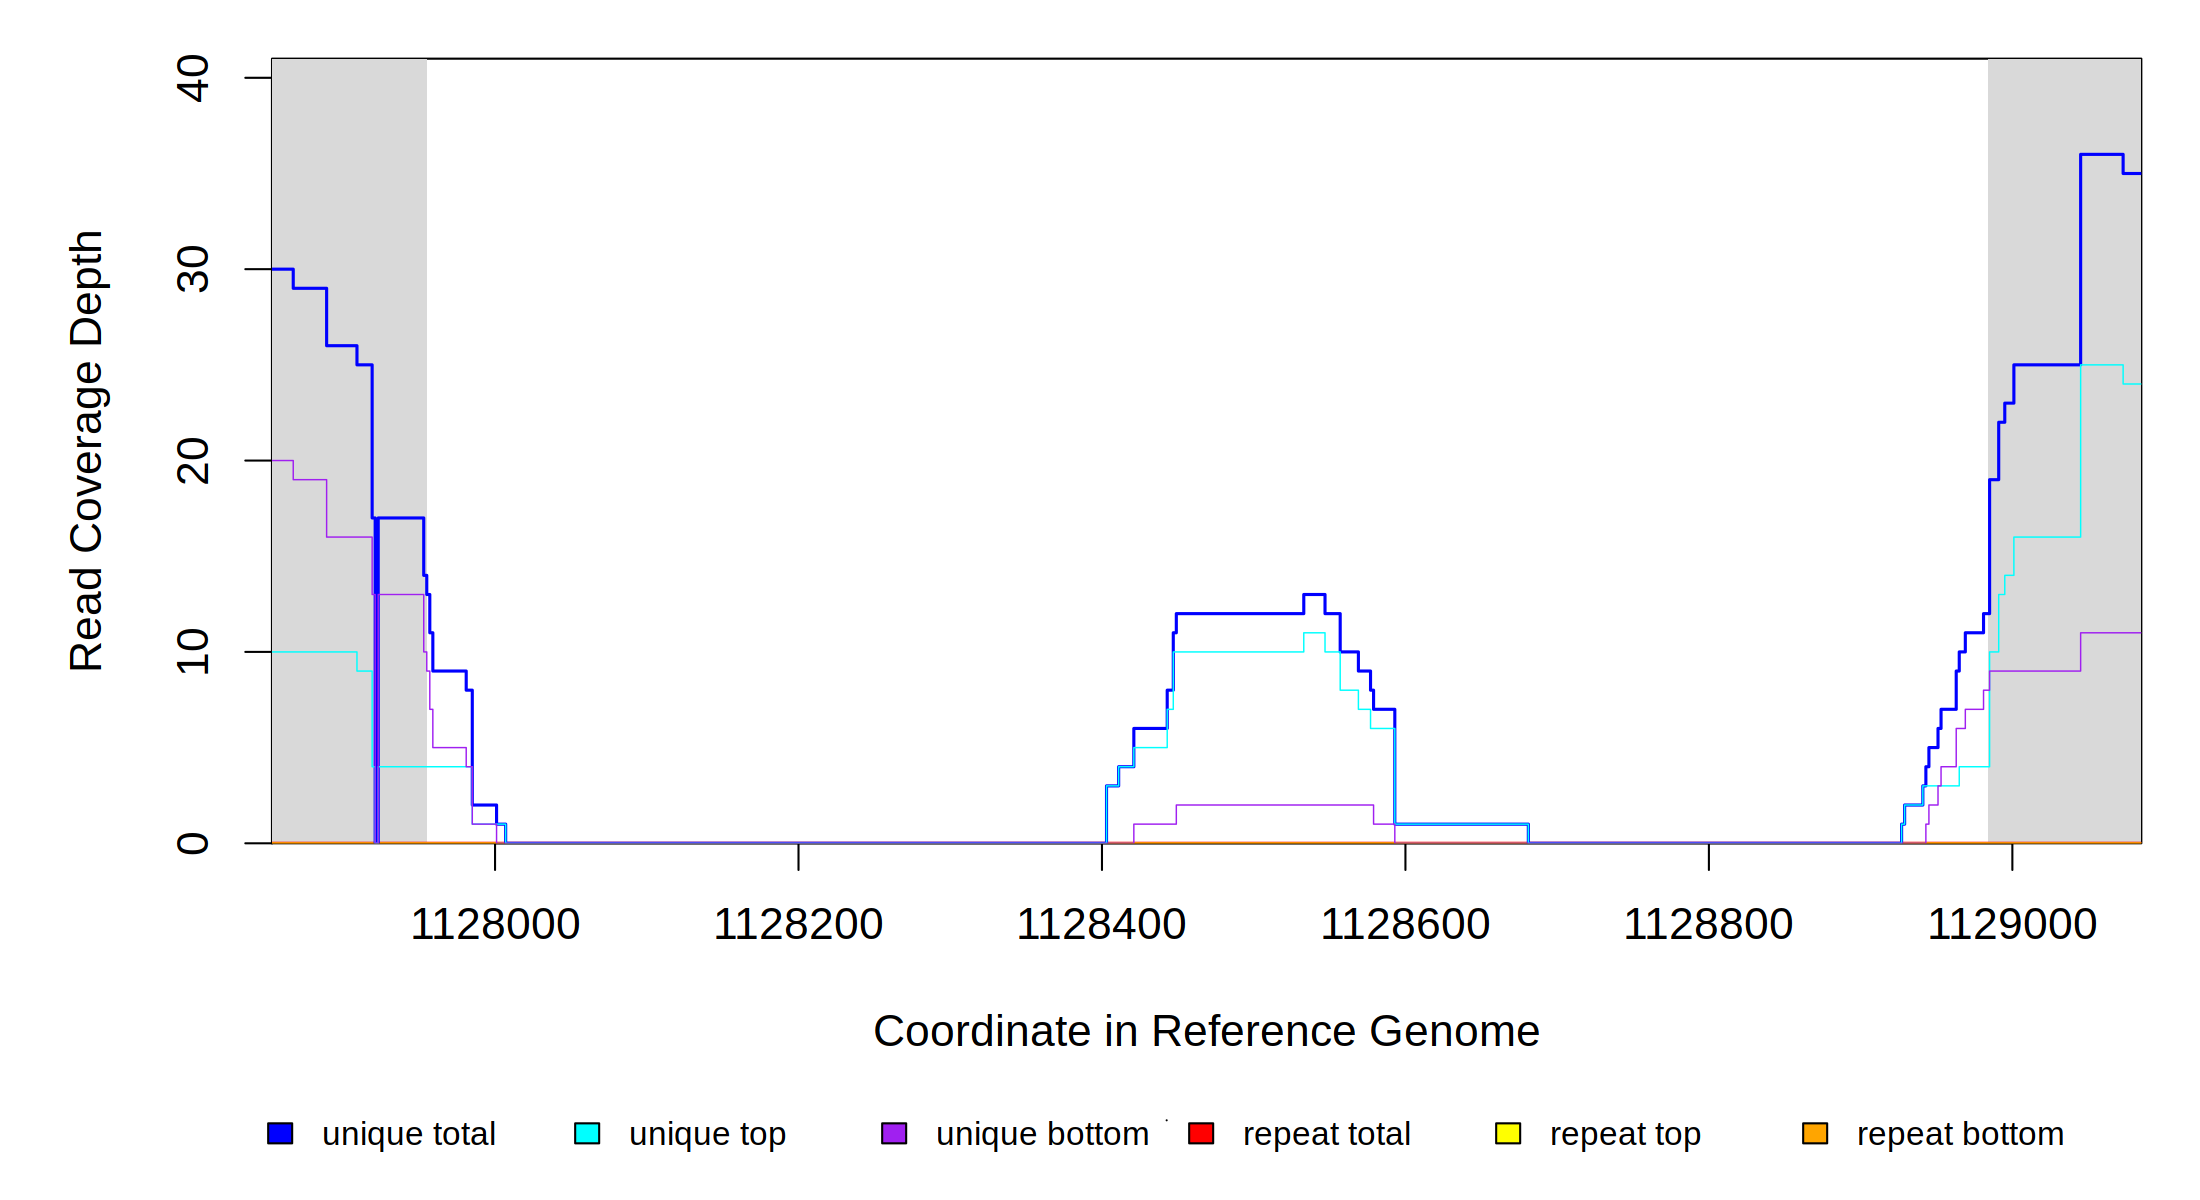 40
30
20
10
0
Read Coverage Depth
1128000 1128200 1128400 1128600 1128800 1129000
Coordinate in Reference Genome
unique total unique top unique bottom repeat total repeat top repeat bottom